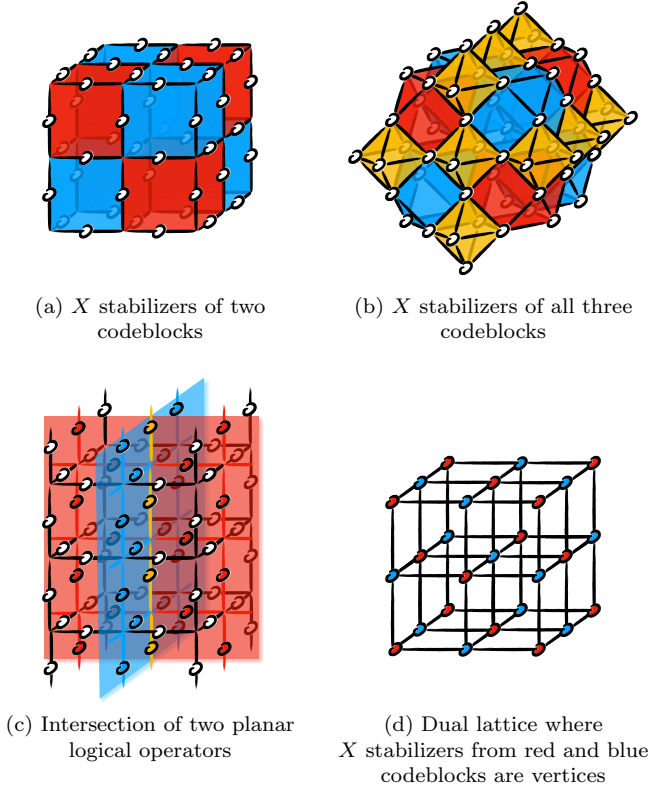 (a) X stabilizers of two
codeblocks
(b) X stabilizers of all three
codeblocks
(c) Intersection of two planar
logical operators
(d) Dual lattice where
X stabilizers from red and blue
codeblocks are vertices